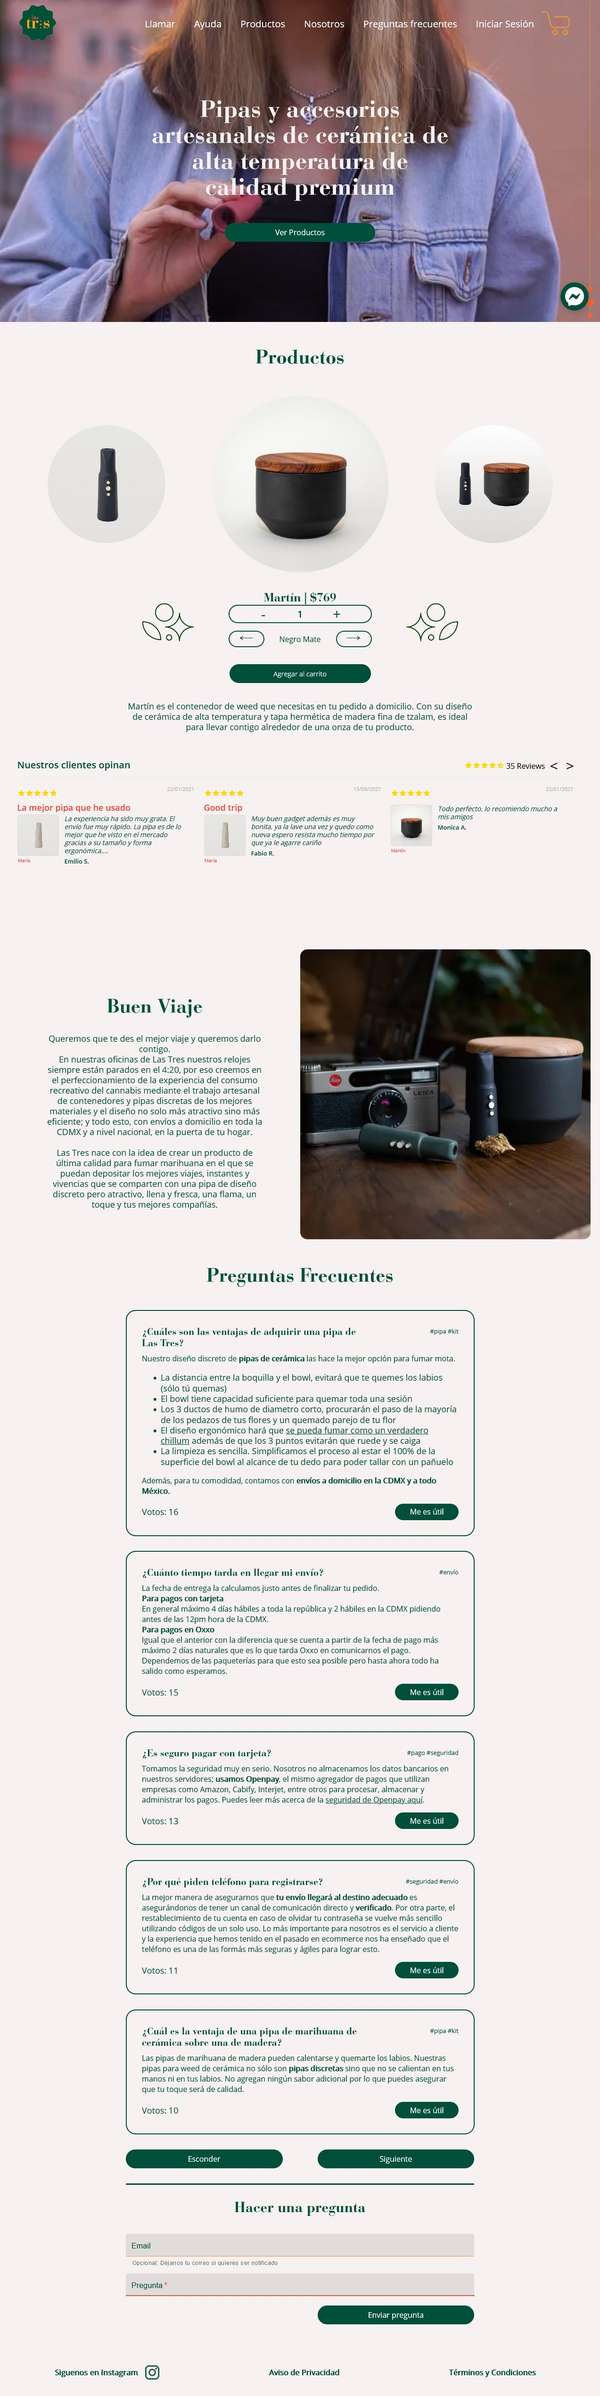 tr:s
Llamar
Ayuda
Productos
Nosotros
Preguntas frecuentes
Iniciar Sesión
Pipas y accesorios
artesanales de cerámica de
alta temperatura de
calidad premium
Ver Productos
Productos
Martín | $769
- 1 +
Negro Mate
Agregar al carrito
Martín es el contenedor de weed que necesitas en tu pedido a domicilio. Con su diseño
de cerámica de alta temperatura y tapa hermética de madera fina de tzalam, es ideal
para llevar contigo alrededor de una onza de tu producto.
Nuestros clientes opinan
35 Reviews < >
22/01/2021
La mejor pipa que he usado
La experiencia ha sido muy grata. El
envío fue muy rápido. La pipa es de lo
mejor que he visto en el mercado
gracias a su tamaño y forma
ergonómica....
Emilio S.
María
15/09/2021
Good trip
Muy buen gadget además es muy
bonita, ya la lave una vez y quedo como
nueva espero resista mucho tiempo por
que ya le agarre cariño
Fabio R.
María
22/01/2021
Todo perfecto, lo recomiendo mucho a
mis amigos
Monica A.
Martín
Buen Viaje
Queremos que te des el mejor viaje y queremos darlo
contigo.
En nuestras oficinas de Las Tres nuestros relojes
siempre están parados en el 4:20, por eso creemos en
el perfeccionamiento de la experiencia del consumo
recreativo del cannabis mediante el trabajo artesanal
de contenedores y pipas discretas de los mejores
materiales y el diseño no solo más atractivo sino más
eficiente; y todo esto, con envíos a domicilio en toda la
CDMX y a nivel nacional, en la puerta de tu hogar.
Las Tres nace con la idea de crear un producto de
última calidad para fumar marihuana en el que se
puedan depositar los mejores viajes, instantes y
vivencias que se comparten con una pipa de diseño
discreto pero atractivo, llena y fresca, una flama, un
toque y tus mejores compañías.
LEICA
Preguntas Frecuentes
¿Cuáles son las ventajas de adquirir una pipa de
Las Tres?
#pipa #kit
Nuestro diseño discreto de pipas de cerámica las hace la mejor opción para fumar mota.
• La distancia entre la boquilla y el bowl, evitará que te quemes los labios
(sólo tú quemas)
• El bowl tiene capacidad suficiente para quemar toda una sesión
• Los 3 ductos de humo de diametro corto, procurarán el paso de la mayoría
de los pedazos de tus flores y un quemado parejo de tu flor
• El diseño ergonómico hará que se pueda fumar como un verdadero
chillum además de que los 3 puntos evitarán que ruede y se caiga
• La limpieza es sencilla. Simplificamos el proceso al estar el 100% de la
superficie del bowl al alcance de tu dedo para poder tallar con un pañuelo
Además, para tu comodidad, contamos con envíos a domicilio en la CDMX y a todo
México.
Votos: 16
Me es útil
¿Cuánto tiempo tarda en llegar mi envío?
#envío
La fecha de entrega la calculamos justo antes de finalizar tu pedido.
Para pagos con tarjeta
En general máximo 4 días hábiles a toda la república y 2 hábiles en la CDMX pidiendo
antes de las 12pm hora de la CDMX.
Para pagos en Oxxo
Igual que el anterior con la diferencia que se cuenta a partir de la fecha de pago más
máximo 2 días naturales que es lo que tarda Oxxo en comunicarnos el pago.
Dependemos de las paqueterías para que esto sea posible pero hasta ahora todo ha
salido como esperamos.
Votos: 15
Me es útil
¿Es seguro pagar con tarjeta?
#pago #seguridad
Tomamos la seguridad muy en serio. Nosotros no almacenamos los datos bancarios en
nuestros servidores; usamos Openpay, el mismo agregador de pagos que utilizan
empresas como Amazon, Cabify, Interjet, entre otros para procesar, almacenar y
administrar los pagos. Puedes leer más acerca de la seguridad de Openpay aquí.
Votos: 13
Me es útil
¿Por qué piden teléfono para registrarse?
#seguridad #envío
La mejor manera de asegurarnos que tu envío llegará al destino adecuado es
asegurándonos de tener un canal de comunicación directo y verificado. Por otra parte, el
restablecimiento de tu cuenta en caso de olvidar tu contraseña se vuelve más sencillo
utilizando códigos de un solo uso. Lo más importante para nosotros es el servicio a cliente
y la experiencia que hemos tenido en el pasado en ecommerce nos ha enseñado que el
teléfono es una de las formás más seguras y ágiles para lograr esto.
Votos: 11
Me es útil
¿Cuál es la ventaja de una pipa de marihuana de
cerámica sobre una de madera?
#pipa #kit
Las pipas de marihuana de madera pueden calentarse y quemarte los labios. Nuestras
pipas para weed de cerámica no sólo son pipas discretas sino que no se calientan en tus
manos ni en tus labios. No agregan ningún sabor adicional por lo que puedes asegurar
que tu toque será de calidad.
Votos: 10
Me es útil
Esconder
Siguiente
Hacer una pregunta
Email
Opcional: Déjanos tu correo si quieres ser notificado
Pregunta *
Enviar pregunta
Síguenos en Instagram
Aviso de Privacidad
Términos y Condiciones